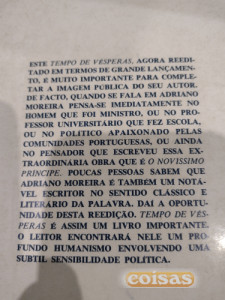 ESTE TEMPO DE VÉSPERAS, AGORA REEDI-
TADO EM TERMOS DE GRANDE LANÇAMEN-
TO, É MUITO IMPORTANTE PARA COMPLE-
TAR A IMAGEM PÚBLICA DO SEU AUTOR.
DE FACTO, QUANDO SE FALA EM ADRIANO
MOREIRA PENSA-SE IMEDIATAMENTE NO
HOMEM QUE FOI MINISTRO, OU NO PRO-
FESSOR UNIVERSITÁRIO QUE FEZ ESCOLA,
OU NO POLÍTICO APAIXONADO PELAS
COMUNIDADES PORTUGUESAS, OU AINDA
NO PENSADOR QUE ESCREVEU ESSA EX-
TRAORDINÁRIA OBRA QUE É O NOVÍSSIMO
PRÍNCIPE. POUCAS PESSOAS SABEM QUE
ADRIANO MOREIRA É TAMBÉM UM NOTÁ-
VEL ESCRITOR NO SENTIDO CLÁSSICO E
LITERÁRIO DA PALAVRA. DAÍ A OPORTUNI-
DADE DESTA REEDIÇÃO. TEMPO DE VÉS-
PERAS É ASSIM UM LIVRO IMPORTANTE.
O LEITOR ENCONTRARÁ NELE UM PRO-
FUNDO HUMANISMO ENVOLVENDO UMA
SUBTIL SENSIBILIDADE POLÍTICA.
coisas